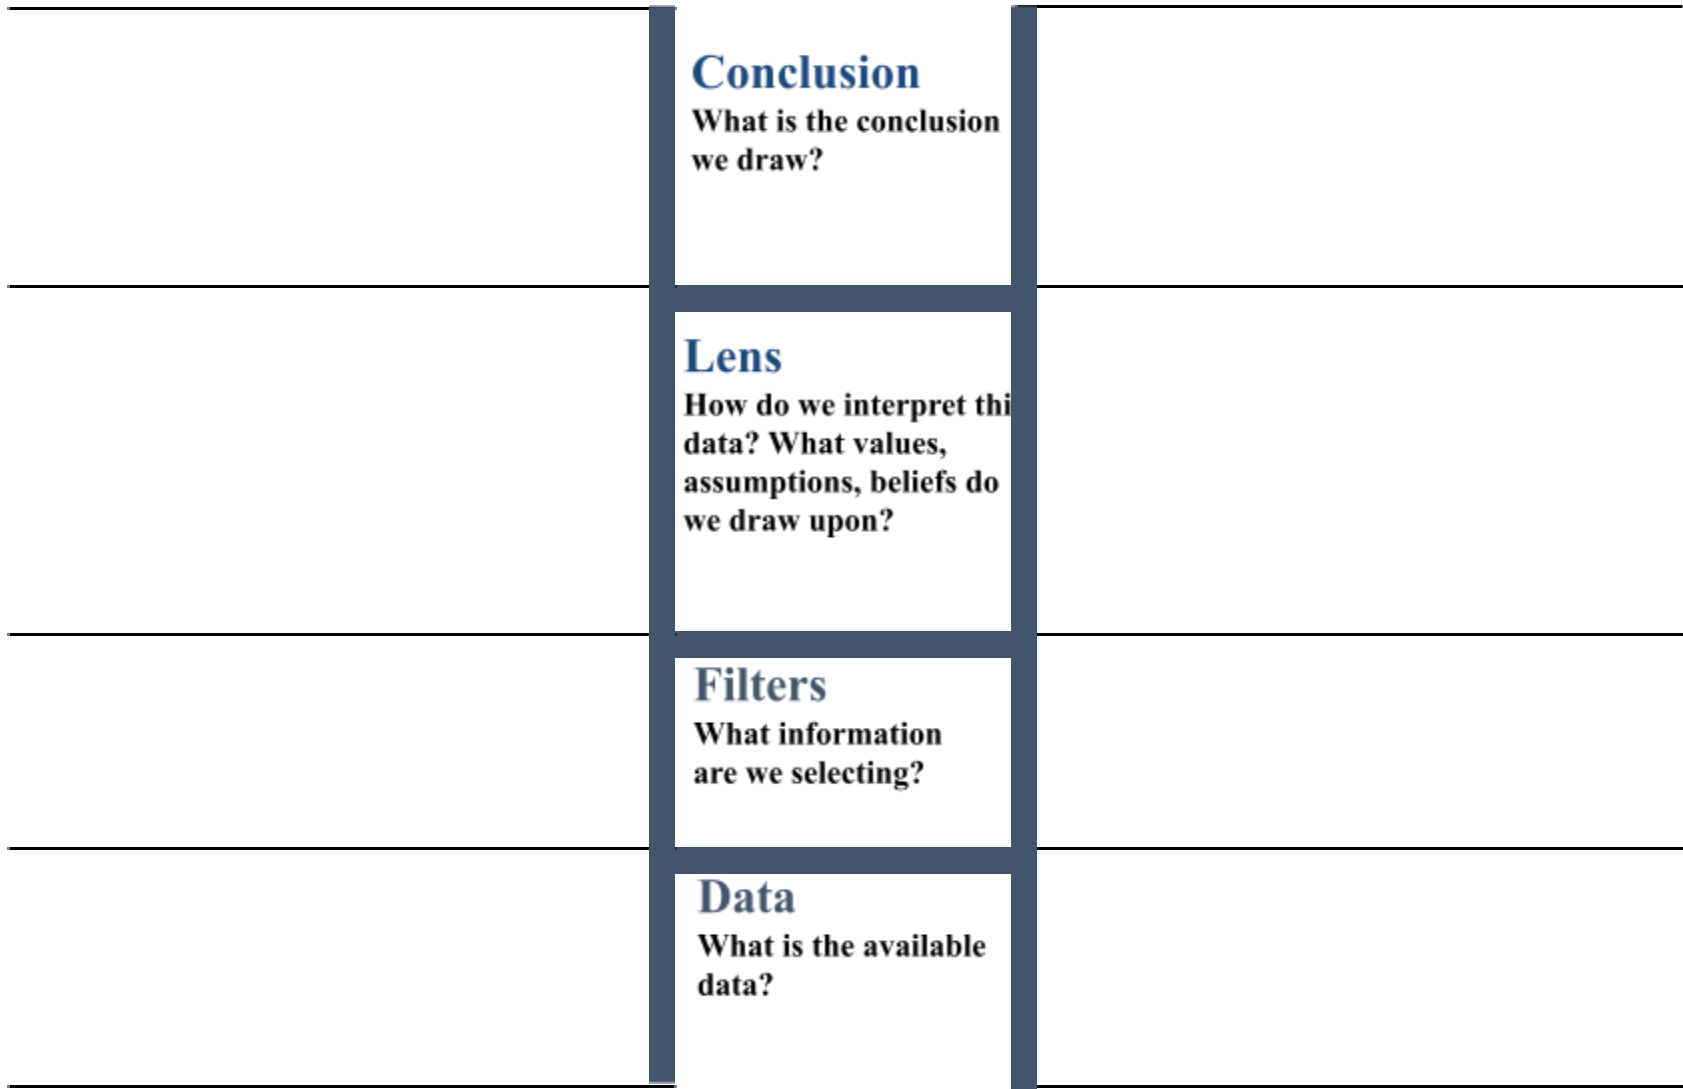 Conclusion
What is the conclusion
we draw?
Lens
How do we interpret thi
data? What values,
assumptions, beliefs do
we draw upon?
Filters
What information
are we selecting?
Data
What is the available
data?